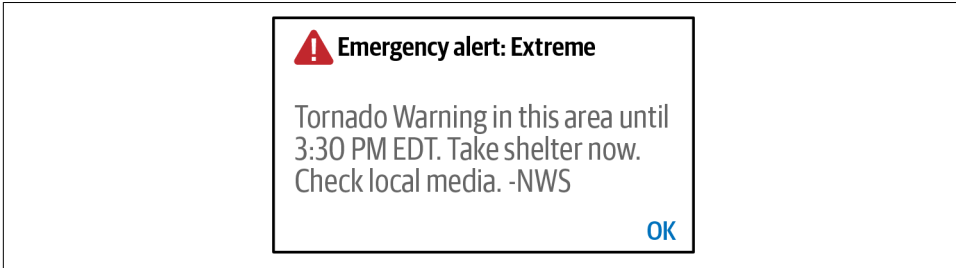 Emergency alert: Extreme
Tornado Warning in this area until
3:30 PM EDT. Take shelter now.
Check local media. -NWS
OK